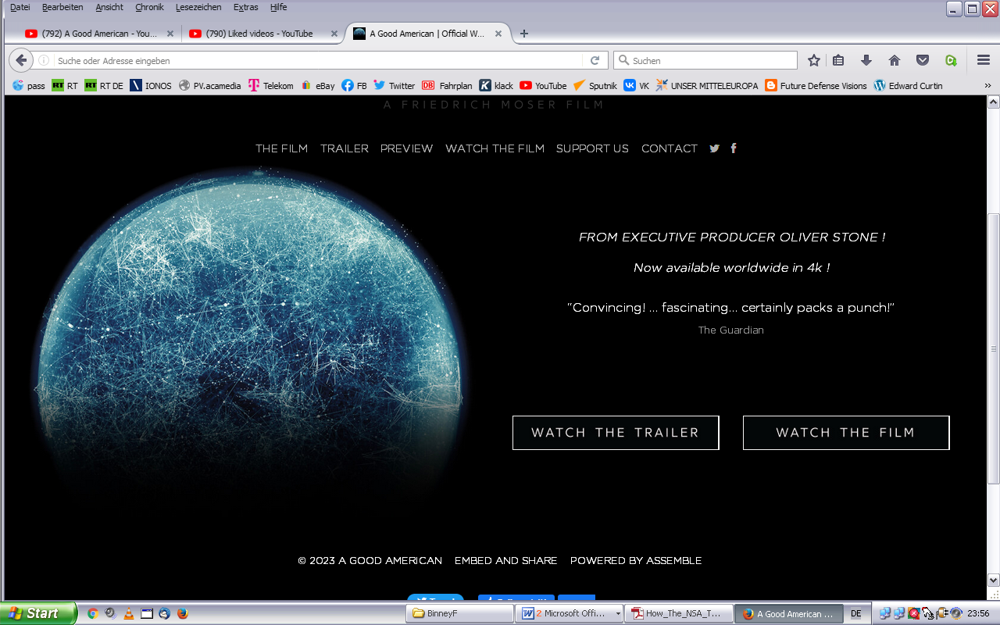 Datei Bearbeiten Ansicht Chronik Lesezeichen Extras Hilfe
(792) A Good American - You... (790) Liked videos - YouTube A Good American | Official W...
Suche oder Adresse eingeben Suchen
pass RT RT RT RT DE IONOS PV.acamedia T Telekom eBay FB Twitter DB Fahrplan K klack YouTube Sputnik VK UNSER MITTELEUROPA Future Defense Visions Edward Curtin »
A FRIEDRICH MOSER FILM
THE FILM TRAILER PREVIEW WATCH THE FILM SUPPORT US CONTACT
FROM EXECUTIVE PRODUCER OLIVER STONE !
Now available worldwide in 4k !
"Convincing! ... fascinating... certainly packs a punch!"
The Guardian
WATCH THE TRAILER WATCH THE FILM
© 2023 A GOOD AMERICAN EMBED AND SHARE POWERED BY ASSEMBLE
Start BinneyF 2 Microsoft Offi... How_The_NSA_T... A Good American ... DE 23:56